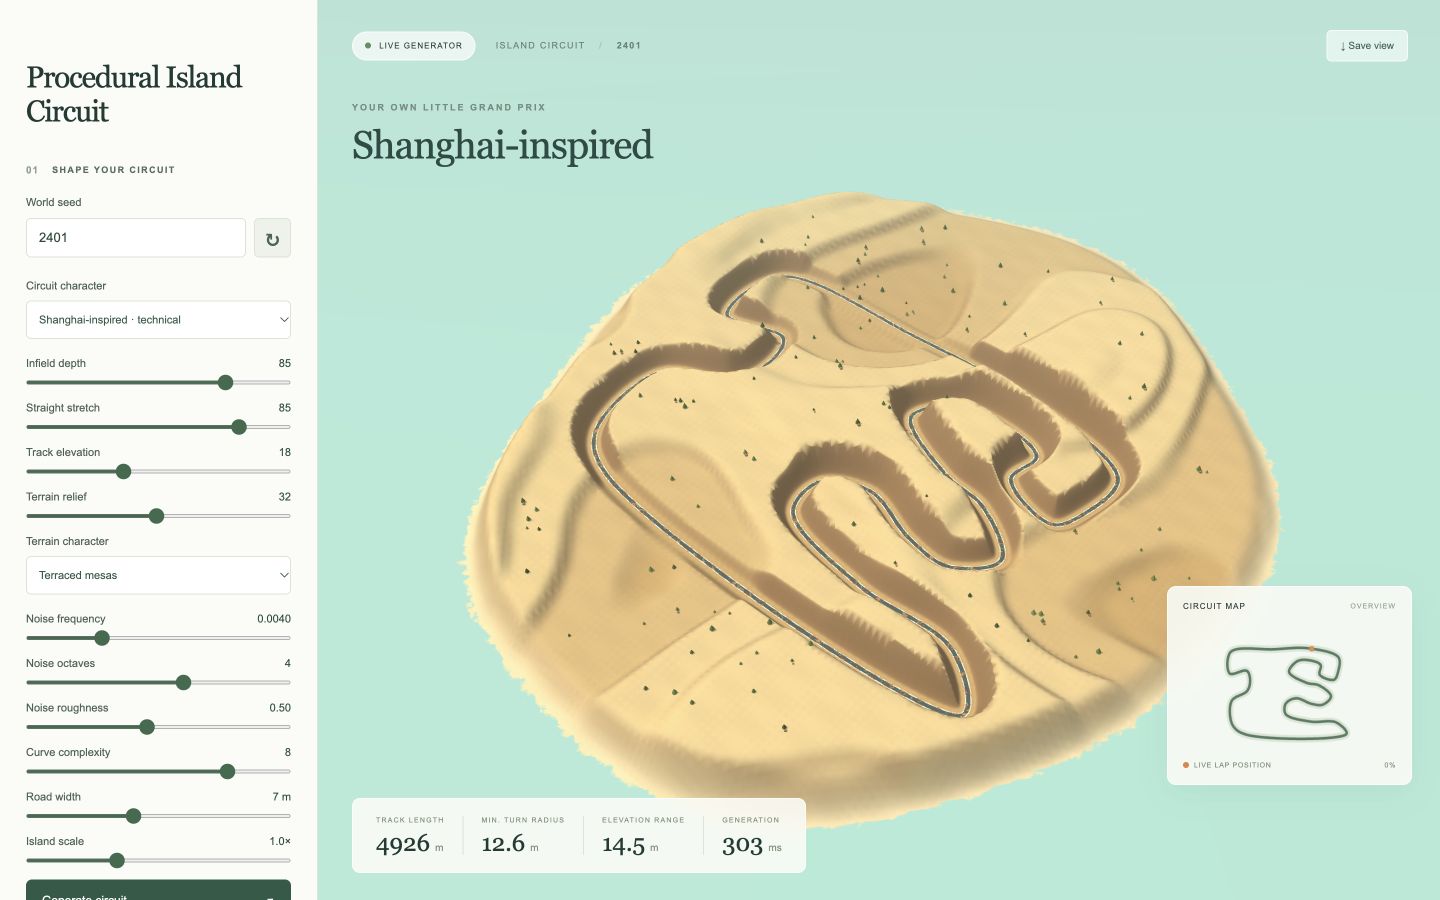 Procedural Island
Circuit
01 SHAPE YOUR CIRCUIT
World seed
2401
↻
Circuit character
Shanghai-inspired · technical
Infield depth 85
Straight stretch 85
Track elevation 18
Terrain relief 32
Terrain character
Terraced mesas
Noise frequency 0.0040
Noise octaves 4
Noise roughness 0.50
Curve complexity 8
Road width 7 m
Island scale 1.0×
LIVE GENERATOR
ISLAND CIRCUIT / 2401
↓ Save view
YOUR OWN LITTLE GRAND PRIX
Shanghai-inspired
CIRCUIT MAP OVERVIEW
LIVE LAP POSITION 0%
TRACK LENGTH
4926 m
MIN. TURN RADIUS
12.6 m
ELEVATION RANGE
14.5 m
GENERATION
303 ms